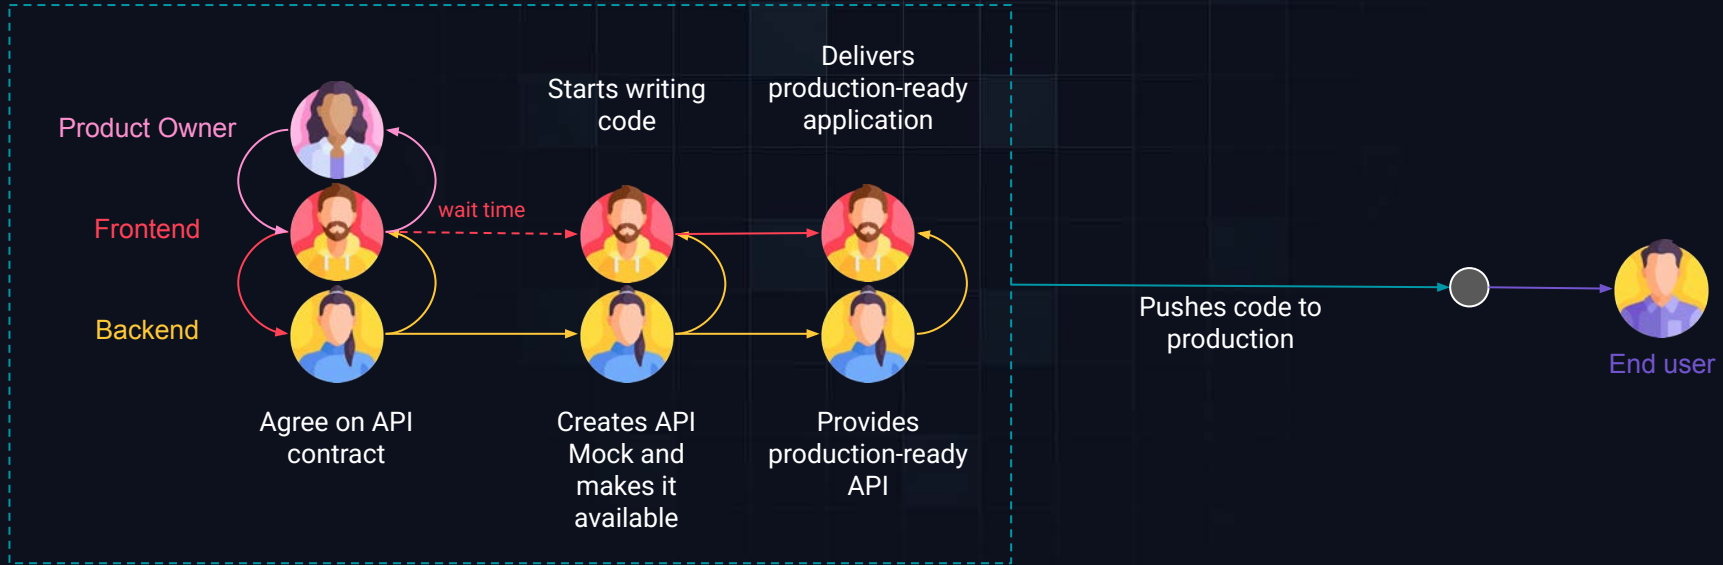 Product Owner
Frontend
Backend
wait time
Starts writing
code
Delivers
production-ready
application
Agree on API
contract
Creates API
Mock and
makes it
available
Provides
production-ready
API
Pushes code to
production
End user